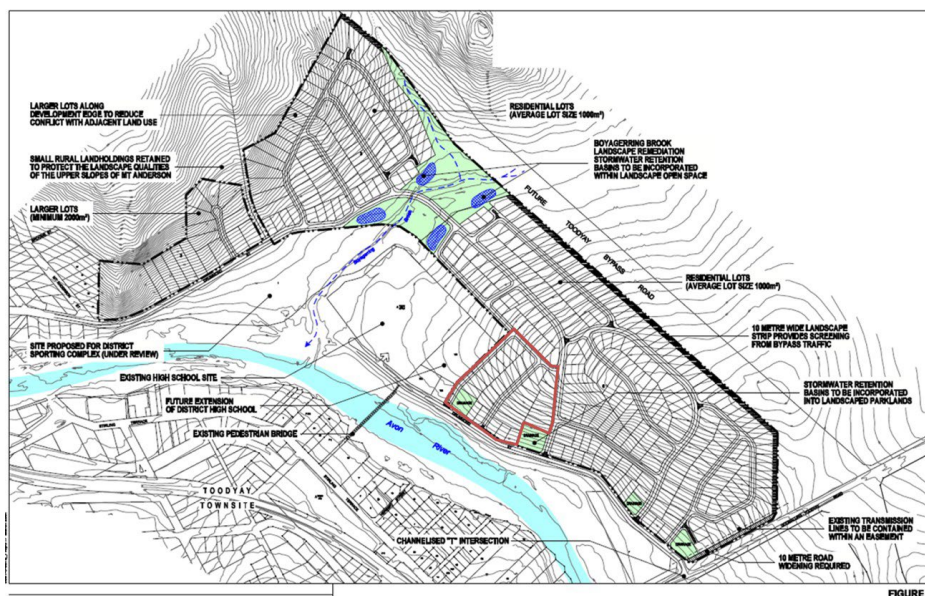 LARGER LOTS ALONG
DEVELOPMENT EDGE TO REDUCE
CONFLICT WITH ADJACENT LAND USE
SMALL RURAL LANDHOLDINGS RETAINED
TO PROTECT THE LANDSCAPE QUALITIES
OF THE UPPER SLOPES OF MT ANDERSON
LARGER LOTS
(MINIMUM 2000m²)
RESIDENTIAL LOTS
(AVERAGE LOT SIZE 1000m²)
BOYAGERRING BROOK
LANDSCAPE REMEDIATION
STORMWATER RETENTION
BASINS TO BE INCORPORATED
WITHIN LANDSCAPE OPEN SPACE
FUTURE TOODYAY BYPASS ROAD
RESIDENTIAL LOTS
(AVERAGE LOT SIZE 1000m²)
10 METRE WIDE LANDSCAPE
STRIP PROVIDES SCREENING
FROM BYPASS TRAFFIC
SITE PROPOSED FOR DISTRICT
SPORTING COMPLEX (UNDER REVIEW)
EXISTING HIGH SCHOOL SITE
FUTURE EXTENSION
OF DISTRICT HIGH SCHOOL
EXISTING PEDESTRIAN BRIDGE
STORMWATER RETENTION
BASINS TO BE INCORPORATED
INTO LANDSCAPED PARKLANDS
Avon River
TOODYAY
TOWNSITE
CHANNELISED "T" INTERSECTION
EXISTING TRANSMISSION
LINES TO BE CONTAINED
WITHIN AN EASEMENT
10 METRE ROAD
WIDENING REQUIRED
FIGURE